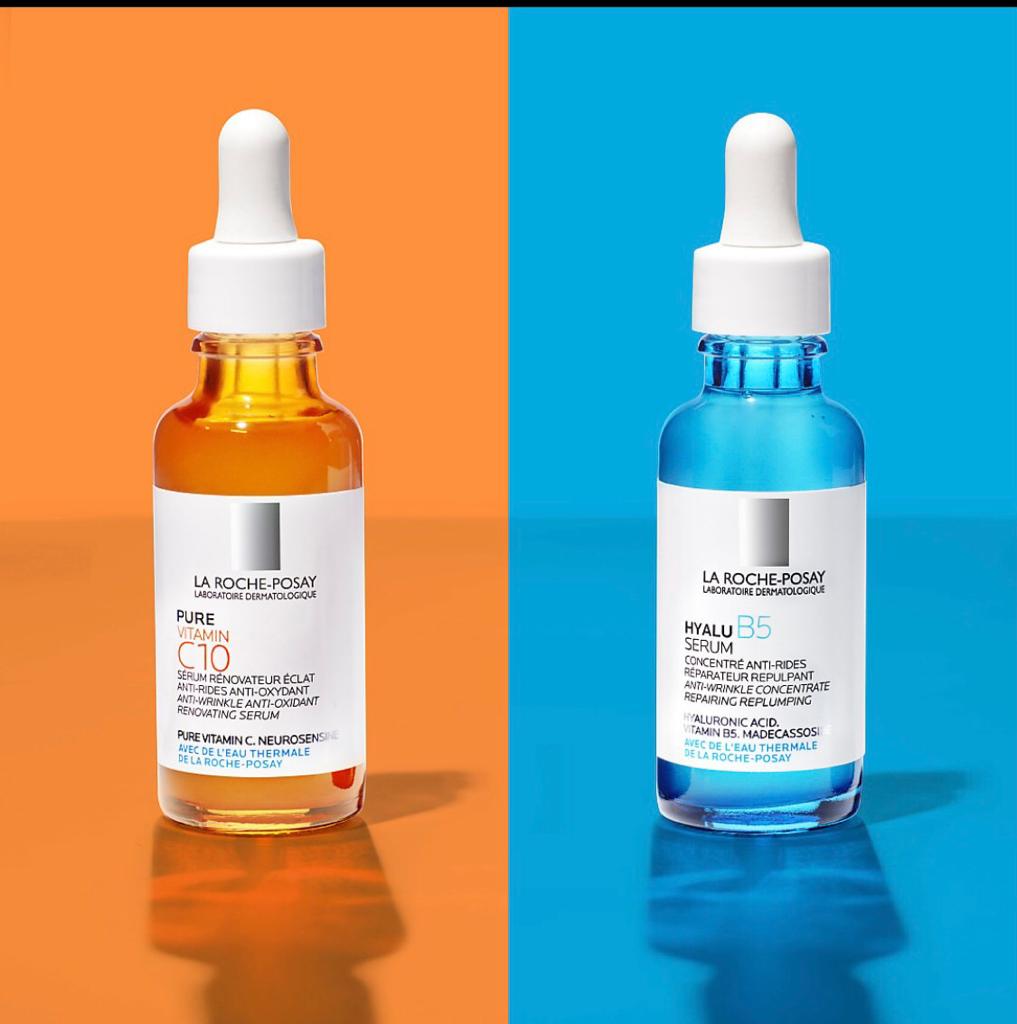 LA ROCHE-POSAY
LABORATOIRE DERMATOLOGIQUE
PURE
VITAMIN
C10
SÉRUM RÉNOVATEUR ÉCLAT
ANTI-RIDES ANTI-OXYDANT
ANTI-WRINKLE ANTI-OXIDANT
RENOVATING SERUM
PURE VITAMIN C. NEUROSENSINE
AVEC DE L'EAU THERMALE
DE LA ROCHE-POSAY
LA ROCHE-POSAY
LABORATOIRE DERMATOLOGIQUE
HYALU B5
SERUM
CONCENTRÉ ANTI-RIDES
RÉPARATEUR REPULPANT
ANTI-WRINKLE CONCENTRATE
REPAIRING REPLUMPING
HYALURONIC ACID.
VITAMIN B5. MADECASSOSIDE
AVEC DE L'EAU THERMALE
DE LA ROCHE-POSAY